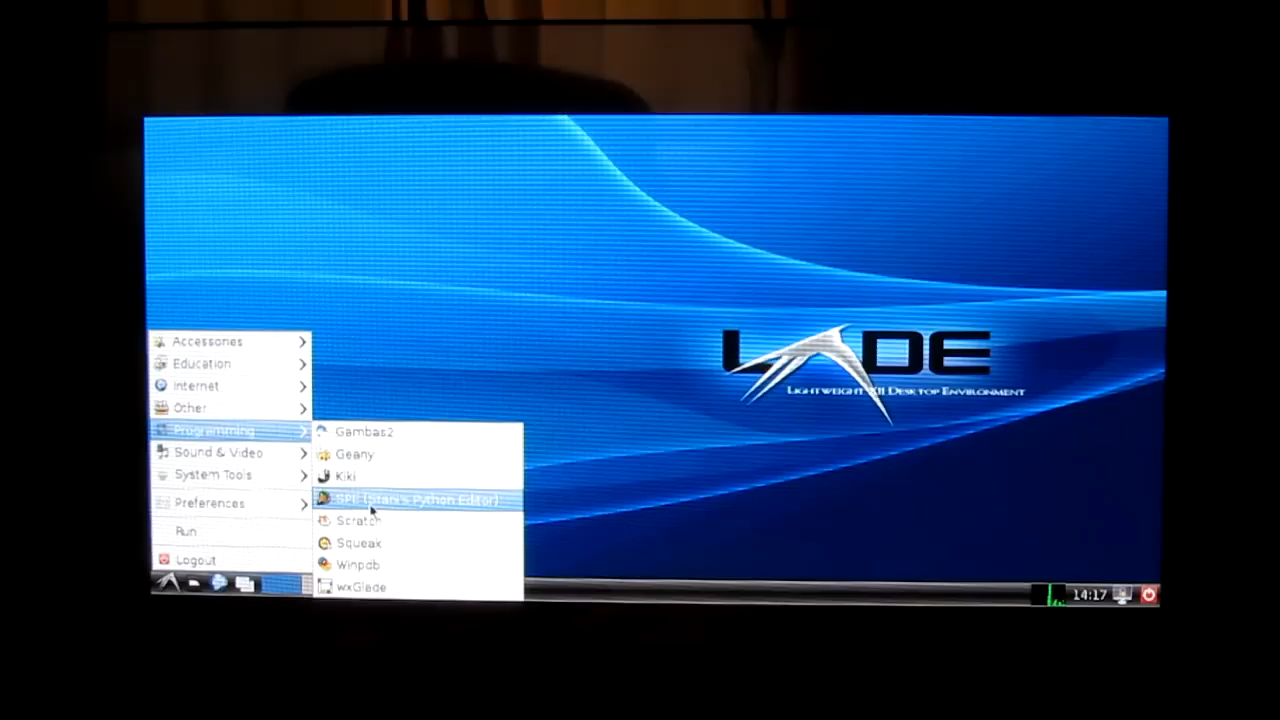 LXDE
LIGHTWEIGHT X11 DESKTOP ENVIRONMENT
Accessories
Education
Internet
Other
Programming
Sound & Video
System Tools
Preferences
Run
Logout
Gambas2
Geany
Kiki
SPE (Stani's Python Editor)
Scratch
Squeak
Winpdb
wxGlade
14:17